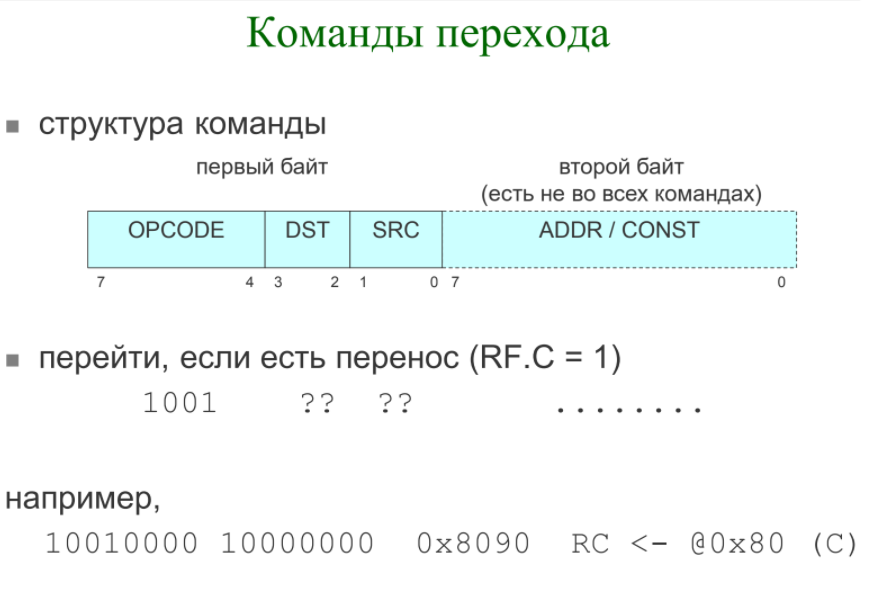 Команды перехода
структура команды
первый байт
второй байт
(есть не во всех командах)
OPCODE DST SRC ADDR / CONST
7 4 3 2 1 0 7 0
перейти, если есть перенос (RF.C = 1)
1001 ?? ?? ........
например,
10010000 10000000 0x8090 RC <- @0x80 (C)